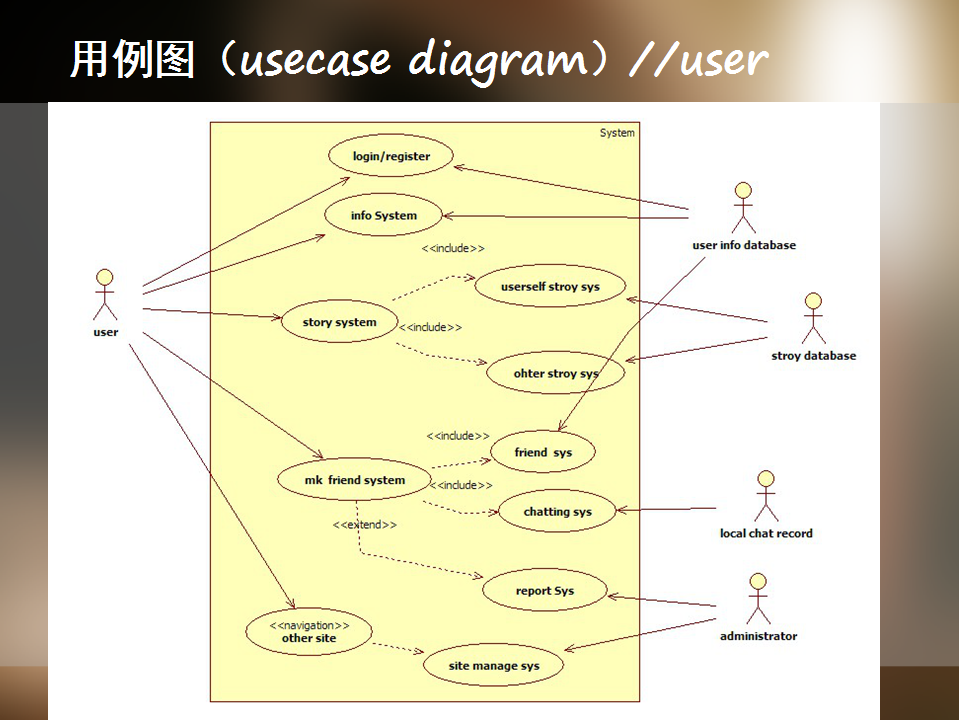 用例图（usecase diagram）//user
System
login/register
info System
user info database
<<include>>
userself stroy sys
user
story system
<<include>>
stroy database
ohter stroy sys
<<include>>
friend sys
mk friend system
<<include>>
chatting sys
<<extend>>
local chat record
report Sys
<<navigation>>
other site
administrator
site manage sys